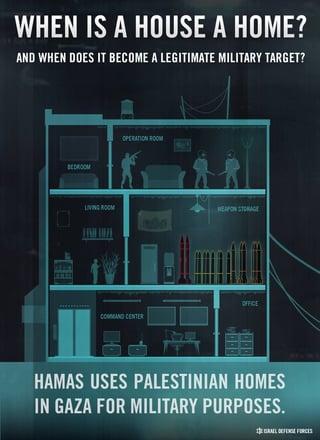 WHEN IS A HOUSE A HOME?
AND WHEN DOES IT BECOME A LEGITIMATE MILITARY TARGET?
OPERATION ROOM
BEDROOM
LIVING ROOM
WEAPON STORAGE
OFFICE
COMMAND CENTER
HAMAS USES PALESTINIAN HOMES
IN GAZA FOR MILITARY PURPOSES.
ISRAEL DEFENSE FORCES